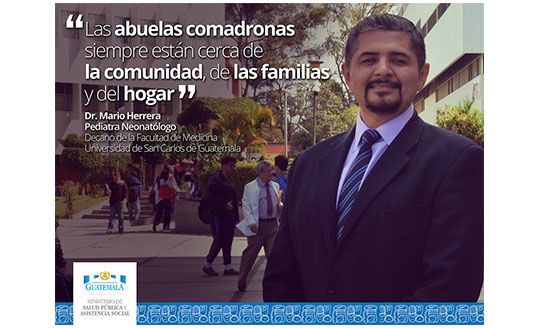 “Las abuelas comadronas
siempre están cerca de
la comunidad, de las familias
y del hogar”
Dr. Mario Herrera
Pediatra Neonatólogo
Decano de la Facultad de Medicina
Universidad de San Carlos de Guatemala
GUATEMALA
MINISTERIO DE
SALUD PÚBLICA Y
ASISTENCIA SOCIAL